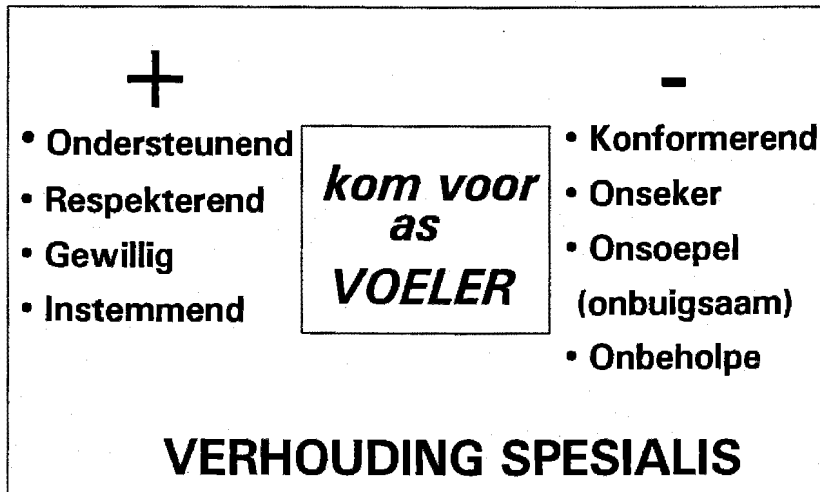 +
• Ondersteunend
• Respekterend
• Gewillig
• Instemmend
kom voor
as
VOELER
-
• Konformerend
• Onseker
• Onsoepel
(onbuigsaam)
• Onbeholpe
VERHOUDING SPESIALIS